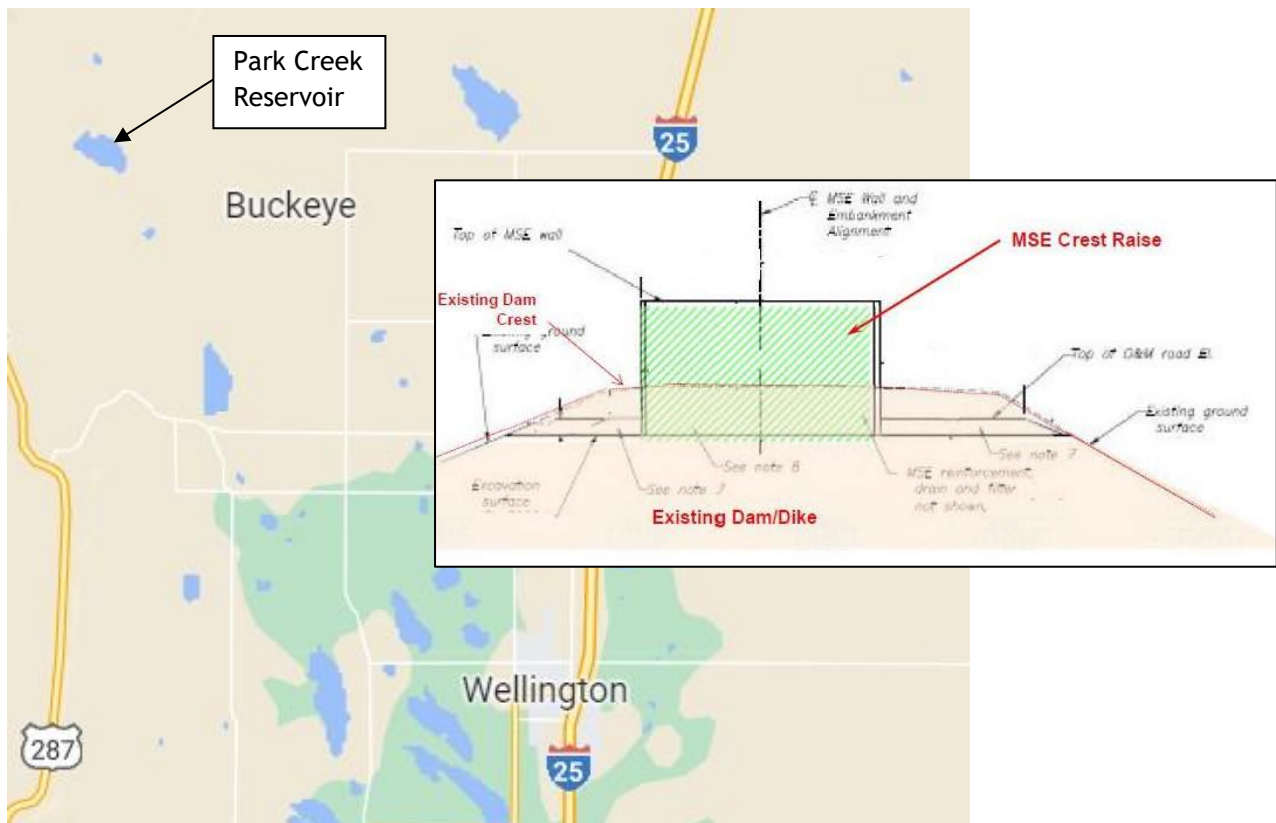 Park Creek
Reservoir
25
Buckeye
℄ MSE Wall and
Embankment
Alignment
Top of MSE wall
MSE Crest Raise
Existing Dam
Crest
Existing ground
surface
Top of O&M road El.
Existing ground
surface
See note 8
See note 7
See note 7
MSE reinforcement,
drain and filter
not shown,
Excavation
surface
Existing Dam/Dike
Wellington
287
25